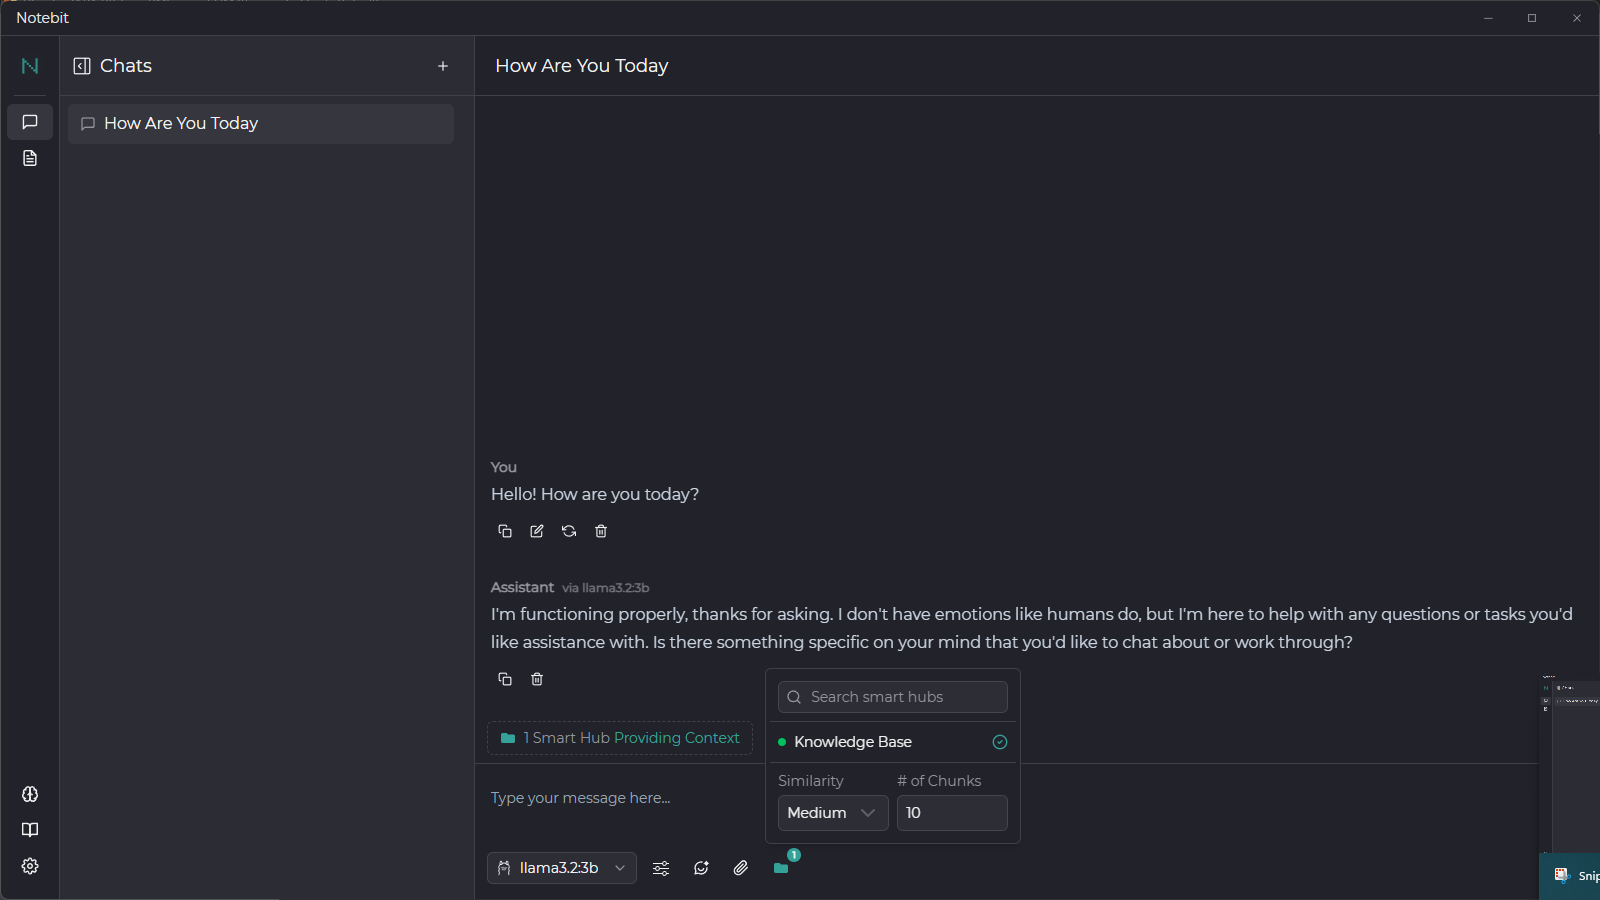 Notebit
Chats
How Are You Today
How Are You Today
You
Hello! How are you today?
Assistant via llama3.2:3b
I'm functioning properly, thanks for asking. I don't have emotions like humans do, but I'm here to help with any questions or tasks you'd
like assistance with. Is there something specific on your mind that you'd like to chat about or work through?
1 Smart Hub Providing Context
Search smart hubs
Knowledge Base
Similarity # of Chunks
Medium 10
Type your message here...
llama3.2:3b
1
Snip